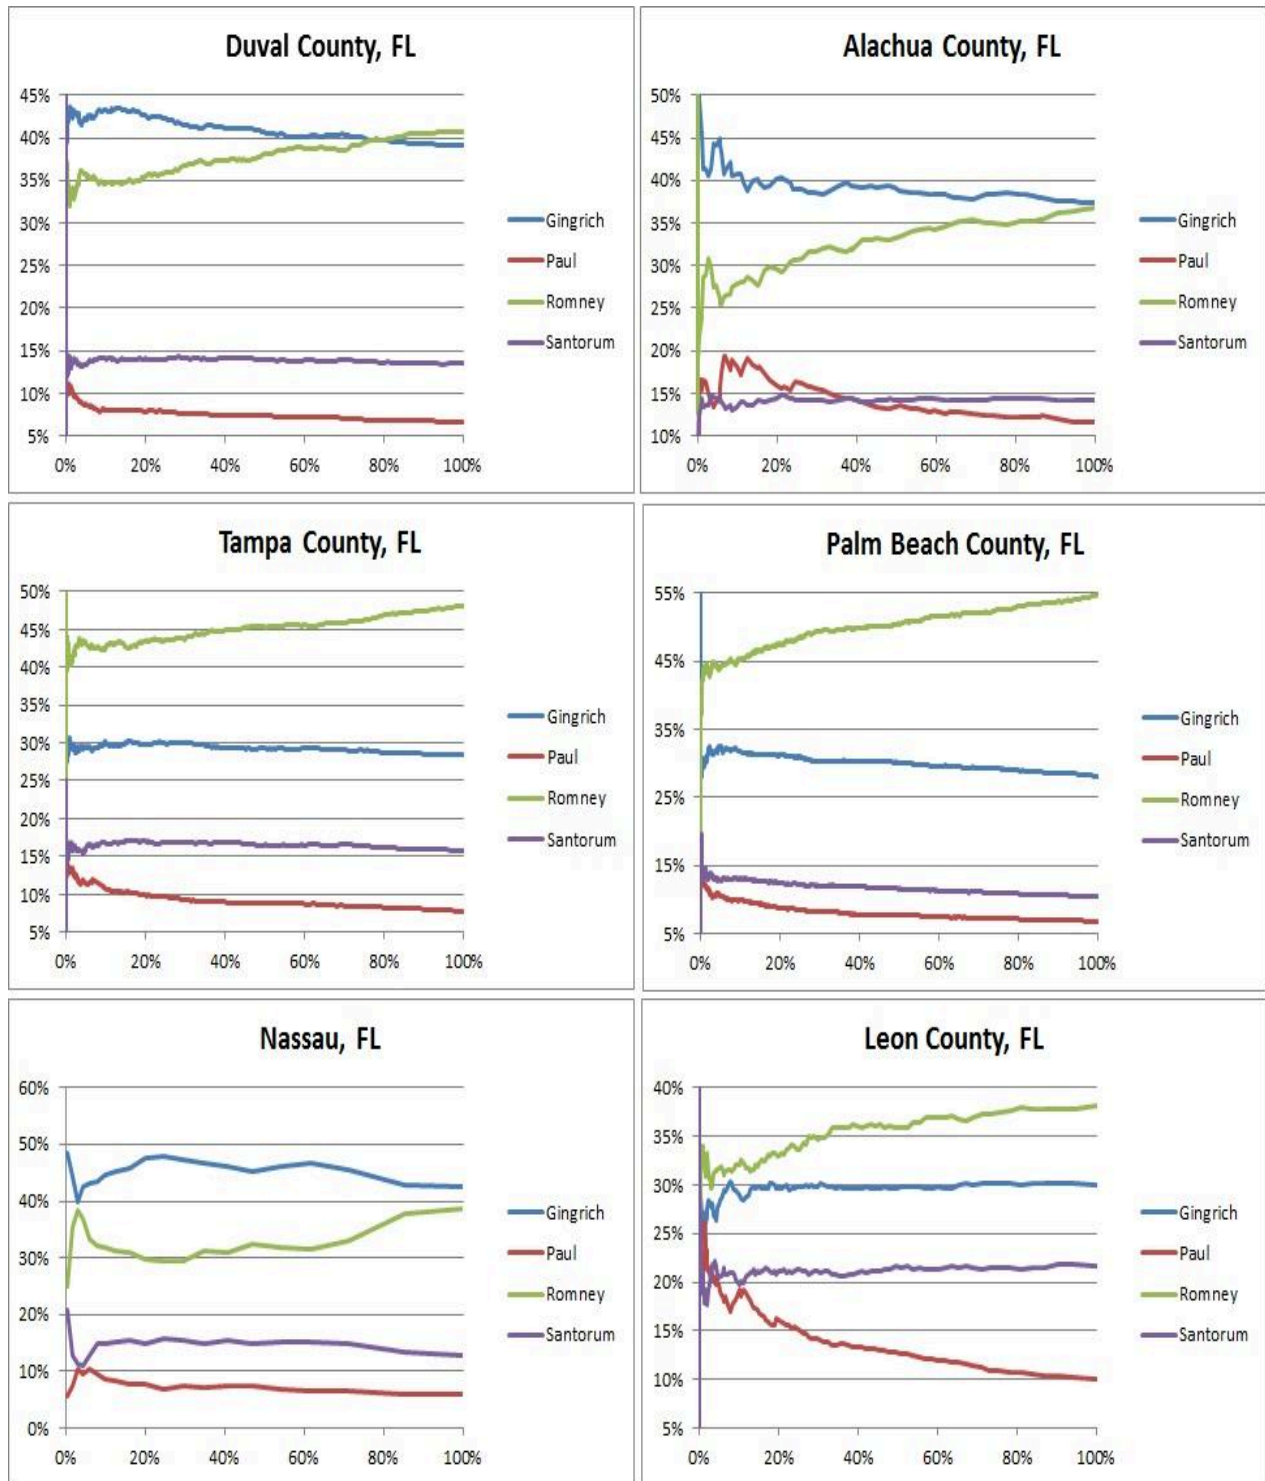 Duval County, FL
45%
40%
35%
30%
25%
20%
15%
10%
5%
0% 20% 40% 60% 80% 100%
Gingrich
Paul
Romney
Santorum
Alachua County, FL
50%
45%
40%
35%
30%
25%
20%
15%
10%
0% 20% 40% 60% 80% 100%
Gingrich
Paul
Romney
Santorum
Tampa County, FL
50%
45%
40%
35%
30%
25%
20%
15%
10%
5%
0% 20% 40% 60% 80% 100%
Gingrich
Paul
Romney
Santorum
Palm Beach County, FL
55%
45%
35%
25%
15%
5%
0% 20% 40% 60% 80% 100%
Gingrich
Paul
Romney
Santorum
Nassau, FL
60%
50%
40%
30%
20%
10%
0%
0% 20% 40% 60% 80% 100%
Gingrich
Paul
Romney
Santorum
Leon County, FL
40%
35%
30%
25%
20%
15%
10%
5%
0% 20% 40% 60% 80% 100%
Gingrich
Paul
Romney
Santorum